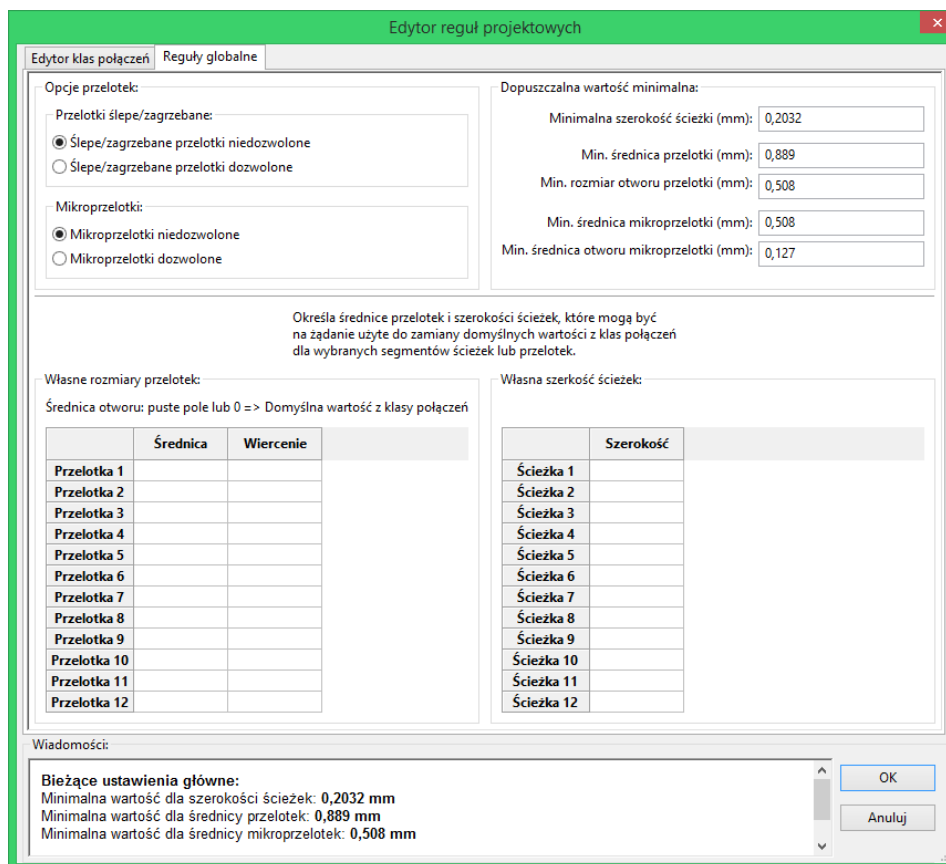 Edytor reguł projektowych
Edytor klas połączeń
Reguły globalne
Opcje przelotek:
Przelotki ślepe/zagrzebane:
Ślepe/zagrzebane przelotki niedozwolone
Ślepe/zagrzebane przelotki dozwolone
Mikroprzelotki:
Mikroprzelotki niedozwolone
Mikroprzelotki dozwolone
Dopuszczalna wartość minimalna:
Minimalna szerokość ścieżki (mm): 0,2032
Min. średnica przelotki (mm): 0,889
Min. rozmiar otworu przelotki (mm): 0,508
Min. średnica mikroprzelotki (mm): 0,508
Min. średnica otworu mikroprzelotki (mm): 0,127
Określa średnice przelotek i szerokości ścieżek, które mogą być
na żądanie użyte do zamiany domyślnych wartości z klas połączeń
dla wybranych segmentów ścieżek lub przelotek.
Własne rozmiary przelotek:
Średnica otworu: puste pole lub 0 => Domyślna wartość z klasy połączeń
Średnica Wiercenie
Przelotka 1
Przelotka 2
Przelotka 3
Przelotka 4
Przelotka 5
Przelotka 6
Przelotka 7
Przelotka 8
Przelotka 9
Przelotka 10
Przelotka 11
Przelotka 12
Własna szerkość ścieżek:
Szerokość
Ścieżka 1
Ścieżka 2
Ścieżka 3
Ścieżka 4
Ścieżka 5
Ścieżka 6
Ścieżka 7
Ścieżka 8
Ścieżka 9
Ścieżka 10
Ścieżka 11
Ścieżka 12
Wiadomości:
Bieżące ustawienia główne:
Minimalna wartość dla szerokości ścieżek: 0,2032 mm
Minimalna wartość dla średnicy przelotek: 0,889 mm
Minimalna wartość dla średnicy mikroprzelotek: 0,508 mm
OK
Anuluj